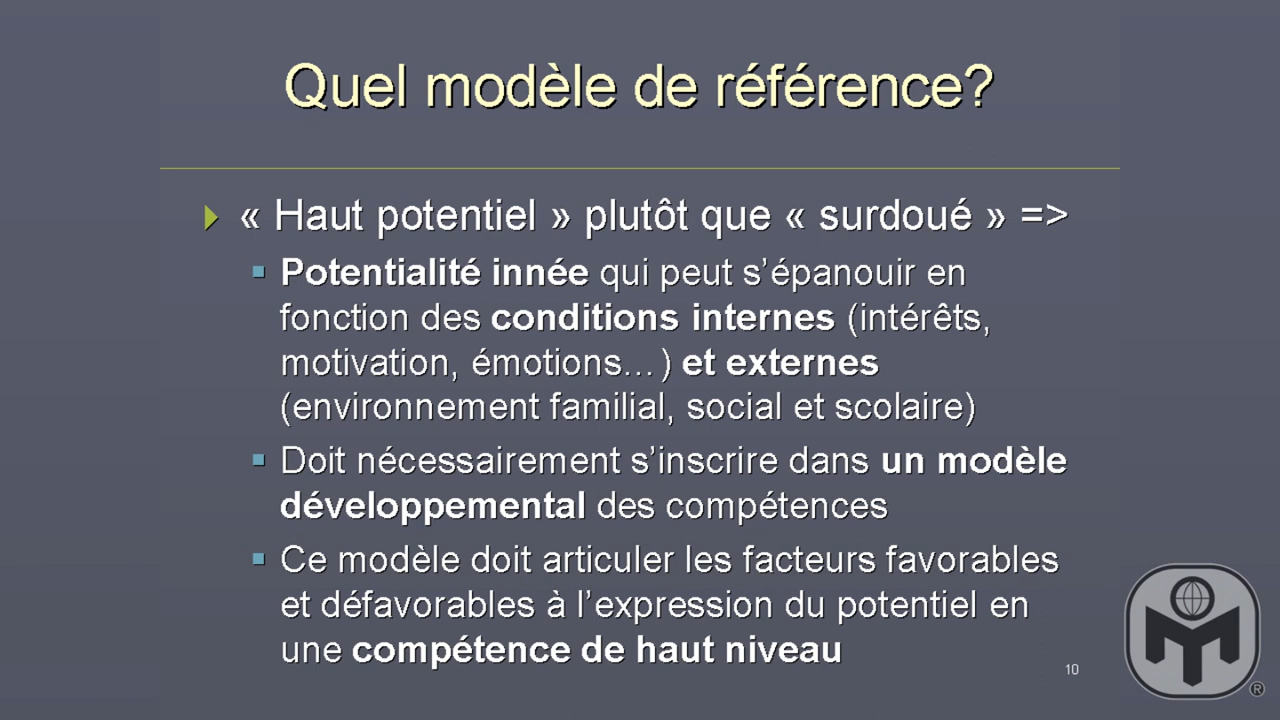 Quel modèle de référence?
« Haut potentiel » plutôt que « surdoué » =>
Potentialité innée qui peut s’épanouir en
fonction des conditions internes (intérêts,
motivation, émotions…) et externes
(environnement familial, social et scolaire)
Doit nécessairement s’inscrire dans un modèle
développemental des compétences
Ce modèle doit articuler les facteurs favorables
et défavorables à l’expression du potentiel en
une compétence de haut niveau
10
®